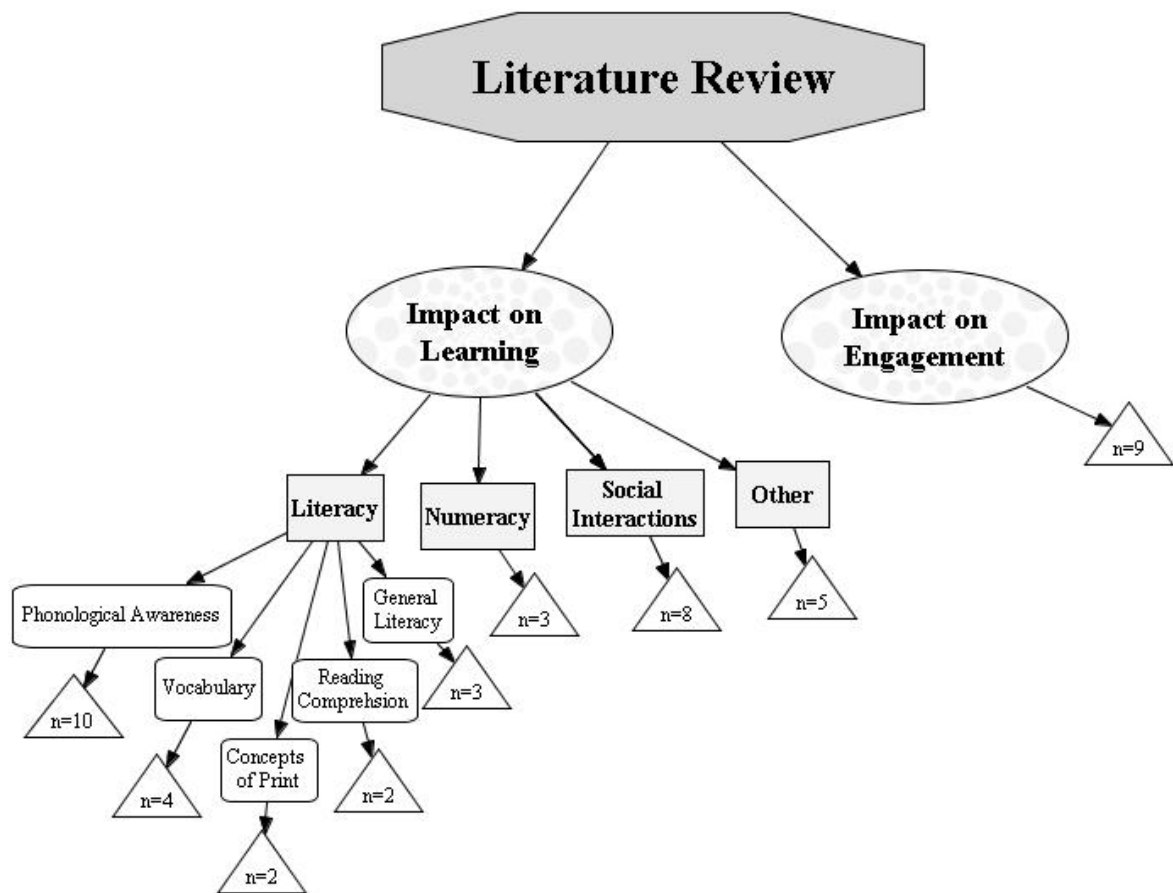 Literature Review
Impact on
Learning
Impact on
Engagement
n=9
Literacy
Numeracy
Social
Interactions
Other
Phonological Awareness
Vocabulary
Concepts
of Print
Reading
Comprehsion
General
Literacy
n=3
n=8
n=5
n=10
n=4
n=2
n=2
n=3